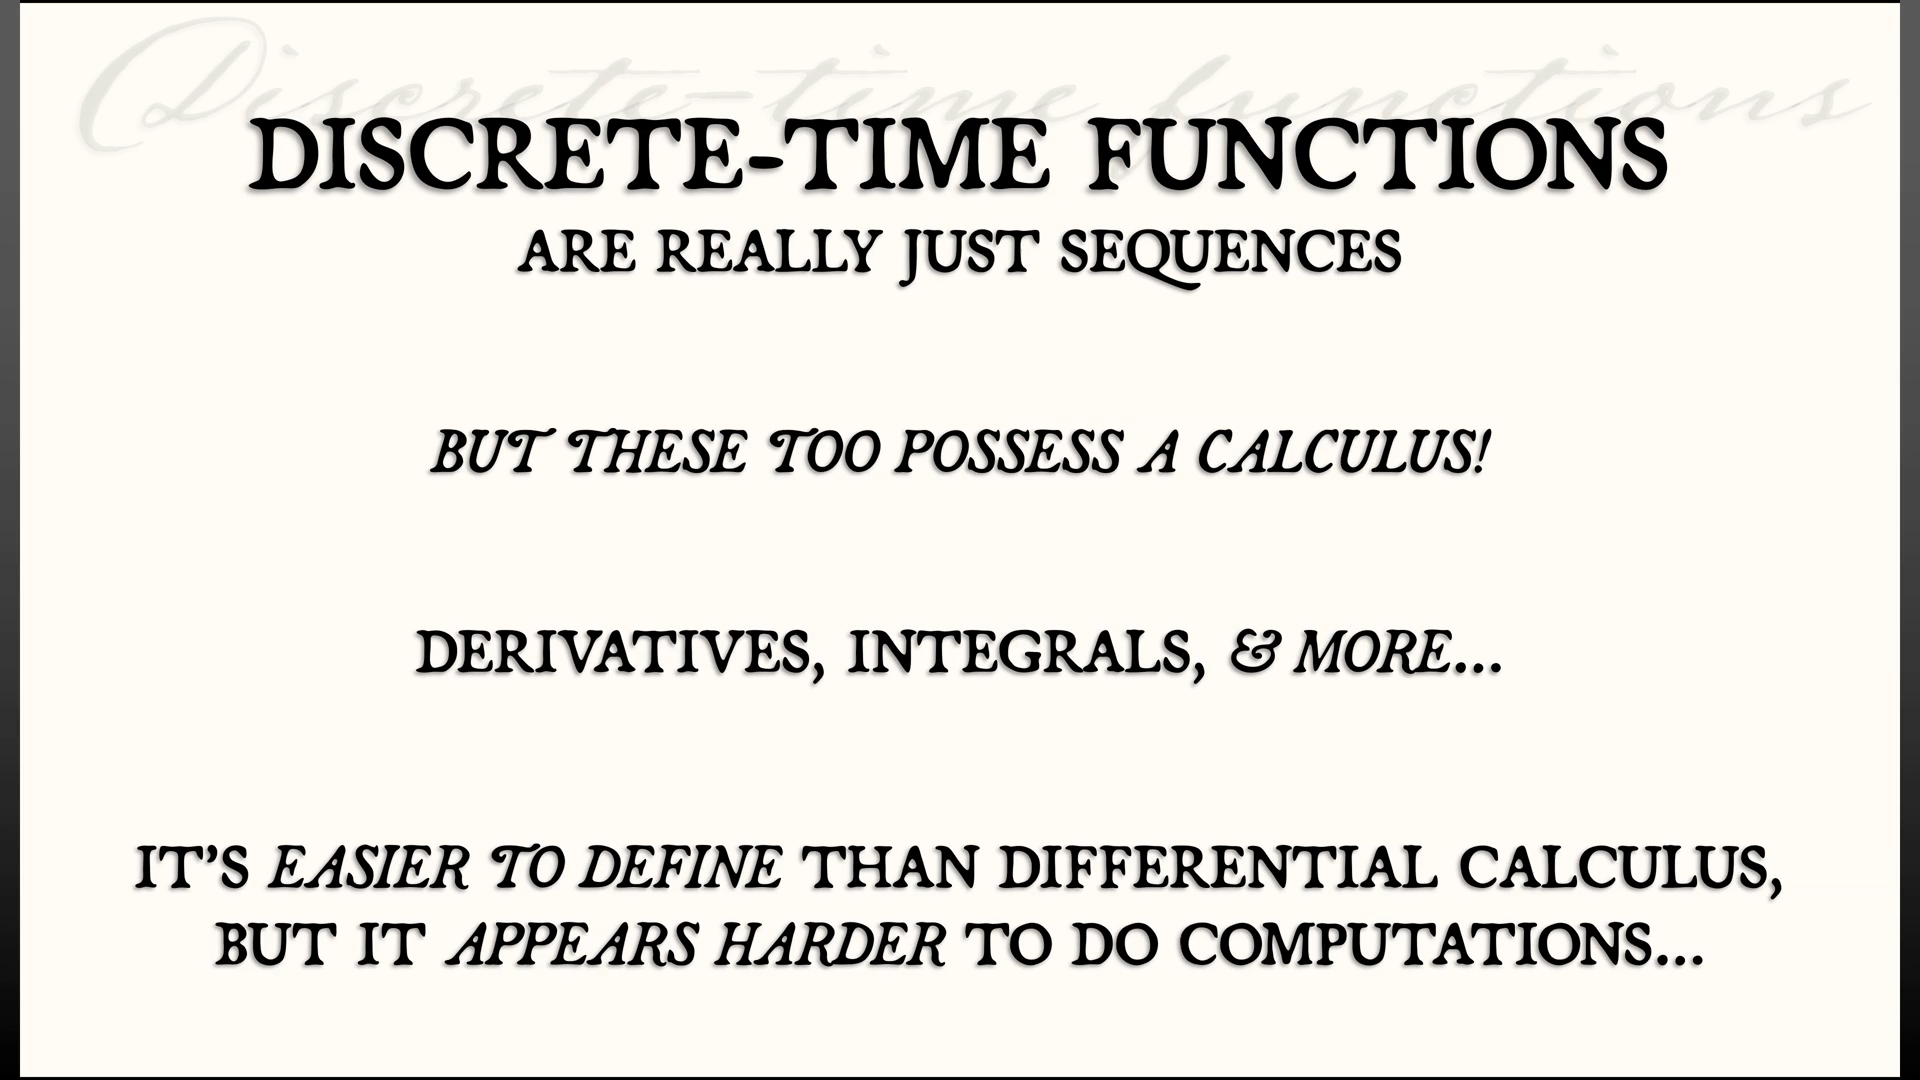 Discrete-time functions
DISCRETE-TIME FUNCTIONS
ARE REALLY JUST SEQUENCES
BUT THESE TOO POSSESS A CALCULUS!
DERIVATIVES, INTEGRALS, & MORE...
IT'S EASIER TO DEFINE THAN DIFFERENTIAL CALCULUS,
BUT IT APPEARS HARDER TO DO COMPUTATIONS...